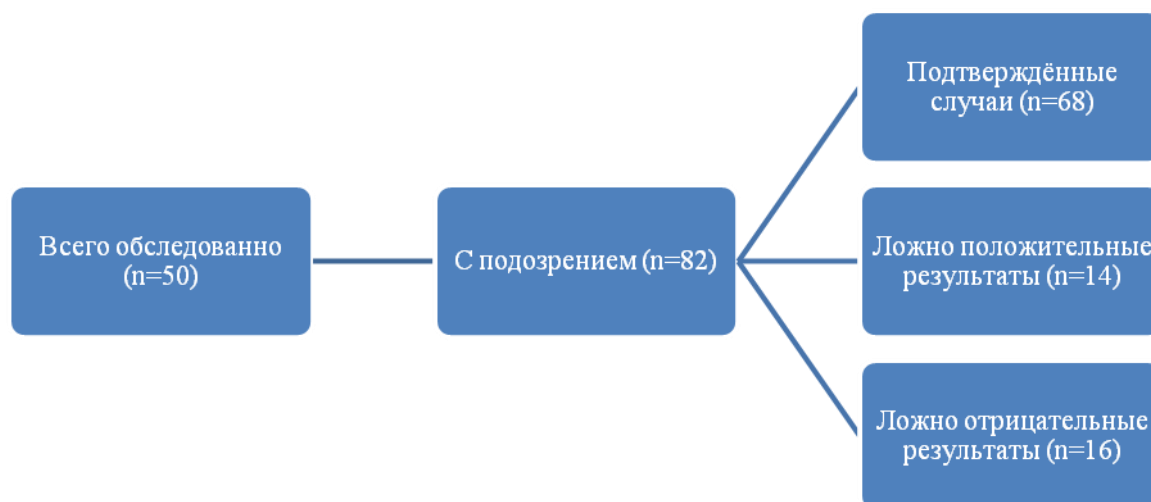 Всего обследованно
(n=50)
С подозрением (n=82)
Подтверждённые
случаи (n=68)
Ложно положительные
результаты (n=14)
Ложно отрицательные
результаты (n=16)